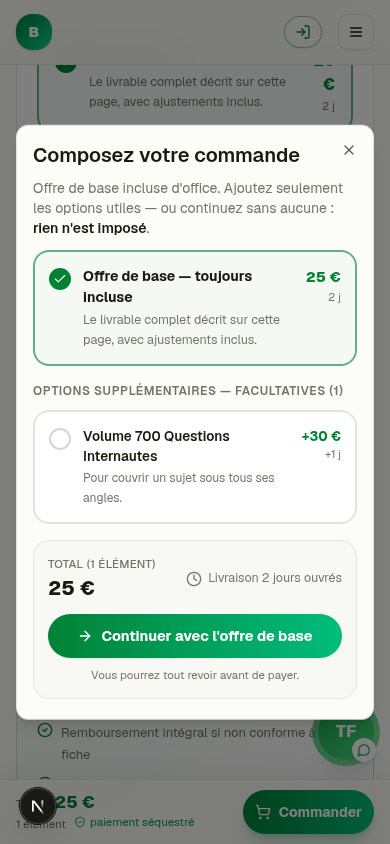 B
Le livrable complet décrit sur cette
€
page, avec ajustements inclus.
2 j
Composez votre commande
Offre de base incluse d'office. Ajoutez seulement
les options utiles — ou continuez sans aucune :
rien n'est imposé.
Offre de base — toujours
incluse
25 €
2 j
Le livrable complet décrit sur cette
page, avec ajustements inclus.
OPTIONS SUPPLÉMENTAIRES — FACULTATIVES (1)
Volume 700 Questions
Internautes
+30 €
+1 j
Pour couvrir un sujet sous tous ses
angles.
TOTAL (1 ÉLÉMENT)
25 €
Livraison 2 jours ouvrés
Continuer avec l'offre de base
Vous pourrez tout revoir avant de payer.
Remboursement intégral si non conforme à
fiche
TF
25 €
1 élément
paiement séquestré
N
Commander